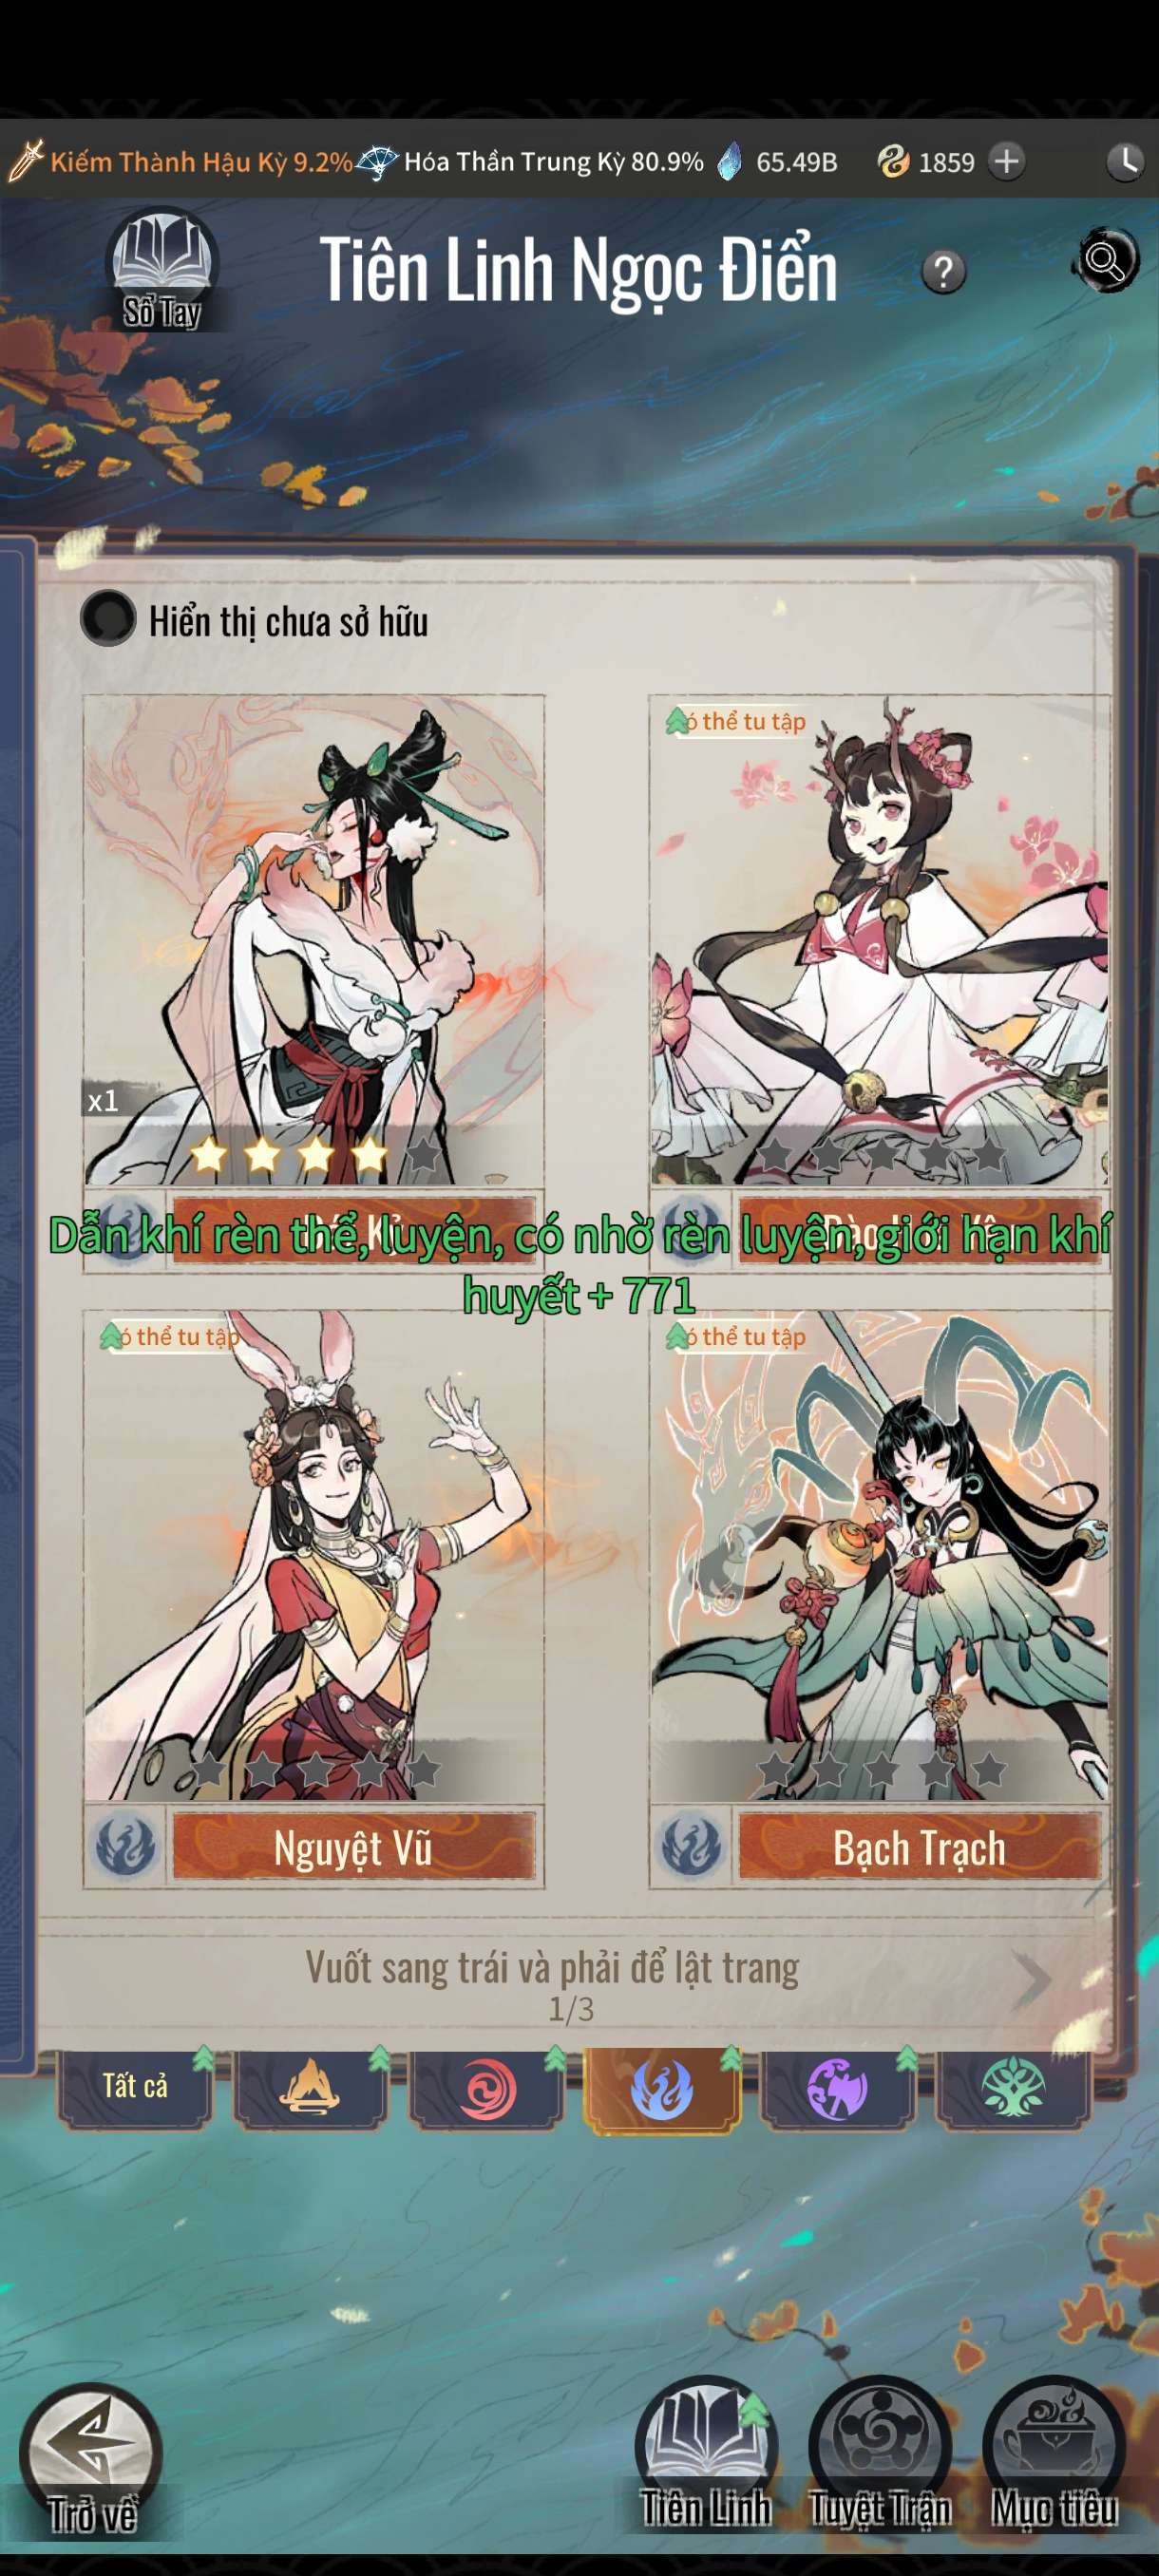 Kiếm Thành Hậu Kỳ 9.2% Hóa Thần Trung Kỳ 80.9% 65.49B 1859
Tiên Linh Ngọc Điển ?
Sổ Tay
Hiển thị chưa sở hữu
ó thể tu tập
x1
Dẫn khí rèn thể, luyện, có nhờ rèn luyện, giới hạn khí
huyết + 771
ó thể tu tập
ó thể tu tập
Nguyệt Vũ
Bạch Trạch
Vuốt sang trái và phải để lật trang
1/3
Tất cả
Trở về
Tiên Linh
Tuyệt Trận
Mục tiêu